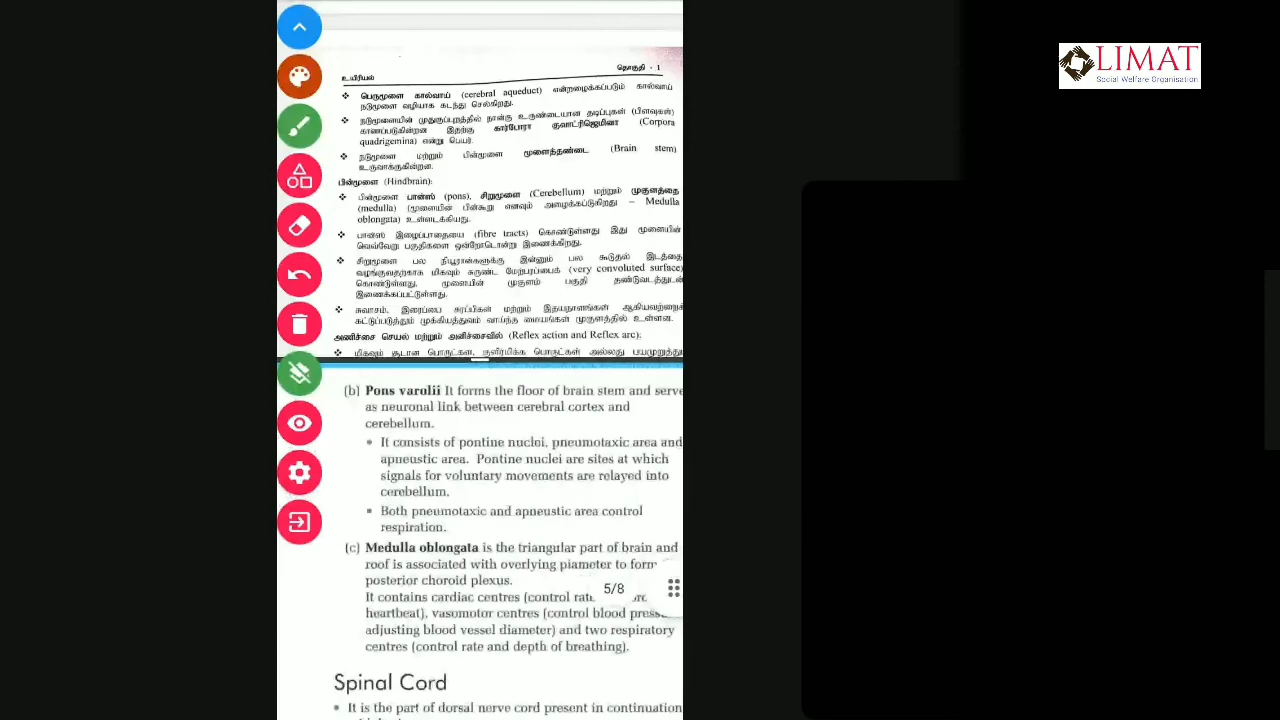 LIMAT
Social Welfare Organisation
உயிரியல் தொகுதி - 1
❖ பெருமூளை கால்வாய் (cerebral aqueduct) என்றழைக்கப்படும் கால்வாய்
நடுமூளை வழியாக கடந்து செல்கிறது.
❖ நடுமூளையின் முதுகுப்புறத்தில் நான்கு உருண்டையான தடிப்புகள் (பிளவுகள்)
காணப்படுகின்றன இதற்கு கார்போரா குவாட்ரிஜெமினா (Corpora
quadrigemina) என்று பெயர்.
❖ நடுமூளை மற்றும் பின்மூளை மூளைத்தண்டை (Brain stem)
உருவாக்குகின்றன.
பின்மூளை (Hindbrain):
❖ பின்மூளை பான்ஸ் (pons), சிறுமூளை (Cerebellum) மற்றும் முகுளத்தை
(medulla) (மூளையின் பின்கூறு எனவும் அழைக்கப்படுகிறது – Medulla
oblongata) உள்ளடக்கியது.
❖ பான்ஸ் இழைப்பாதையை (fibre tracts) கொண்டுள்ளது இது மூளையின்
வெவ்வேறு பகுதிகளை ஒன்றோடொன்று இணைக்கிறது.
❖ சிறுமூளை பல நியூரான்களுக்கு இன்னும் பல கூடுதல் இடத்தை
வழங்குவதற்காக மிகவும் சுருண்ட மேற்பரப்பைக் (very convoluted surface)
கொண்டுள்ளது, மூளையின் முகுளம் பகுதி தண்டுவடத்துடன்
இணைக்கப்பட்டுள்ளது.
❖ சுவாசம், இரைப்பை சுரப்பிகள் மற்றும் இதயநாளங்கள் ஆகியவற்றைக்
கட்டுப்படுத்தும் முக்கியத்துவம் வாய்ந்த மையங்கள் முகுளத்தில் உள்ளன.
அனிச்சை செயல் மற்றும் அனிச்சைவில் (Reflex action and Reflex arc):
❖ மிகவும் சூடான பொருட்கள், குளிர்மிக்க பொருட்கள் அல்லது பயமுறுத்து
(b) Pons varolii It forms the floor of brain stem and serve
as neuronal link between cerebral cortex and
cerebellum.
• It consists of pontine nuclei, pneumotaxic area and
apneustic area. Pontine nuclei are sites at which
signals for voluntary movements are relayed into
cerebellum.
• Both pneumotaxic and apneustic area control
respiration.
(c) Medulla oblongata is the triangular part of brain and
roof is associated with overlying piameter to form
posterior choroid plexus.
5/8
It contains cardiac centres (control rate
heartbeat), vasomotor centres (control blood press
adjusting blood vessel diameter) and two respiratory
centres (control rate and depth of breathing).
Spinal Cord
• It is the part of dorsal nerve cord present in continuation